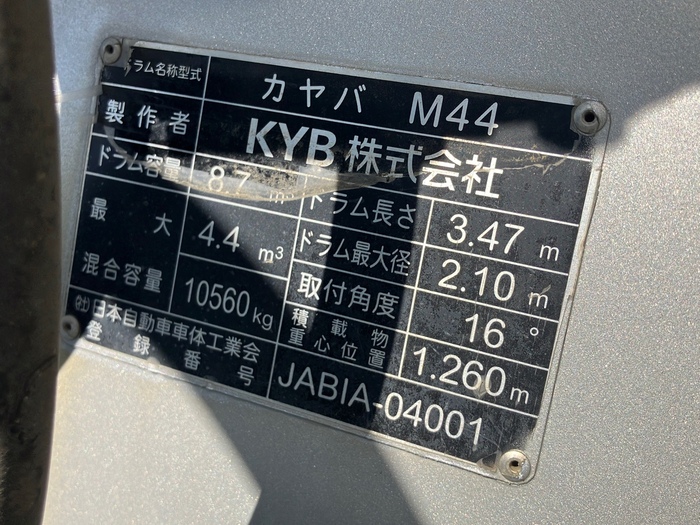 ドラム名称型式 カヤバ M44
製作者 KYB 株式会社
ドラム容量 8.7 m³ ドラム長さ 3.47 m
最大混合容量 4.4 m³ ドラム最大径 2.10 m
10560 kg 取付角度 16 °
積載物重心位置 1.260 m
(社)日本自動車車体工業会
登録番号 JABIA-04001